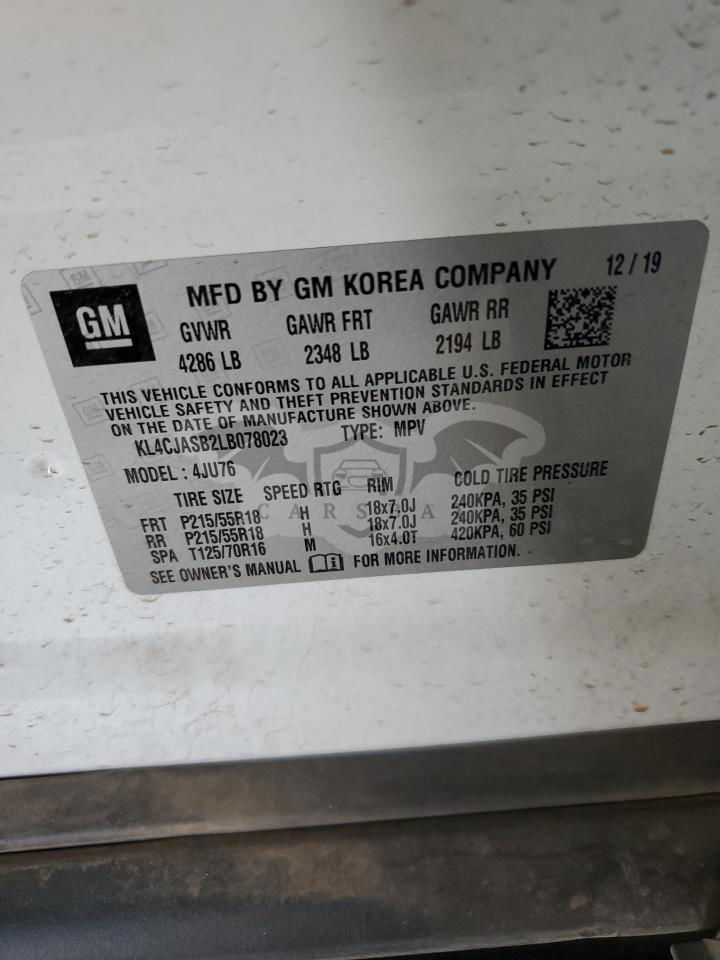 GM
MFD BY GM KOREA COMPANY 12/19
GVWR GAWR FRT GAWR RR
4286 LB 2348 LB 2194 LB
THIS VEHICLE CONFORMS TO ALL APPLICABLE U.S. FEDERAL MOTOR
VEHICLE SAFETY AND THEFT PREVENTION STANDARDS IN EFFECT
ON THE DATE OF MANUFACTURE SHOWN ABOVE.
KL4CJASB2LB078023 TYPE: MPV
MODEL : 4JU76
TIRE SIZE SPEED RTG RIM COLD TIRE PRESSURE
FRT P215/55R18 H 18x7.0J 240KPA, 35 PSI
RR P215/55R18 H 18x7.0J 240KPA, 35 PSI
SPA T125/70R16 M 16x4.0T 420KPA, 60 PSI
SEE OWNER'S MANUAL FOR MORE INFORMATION.